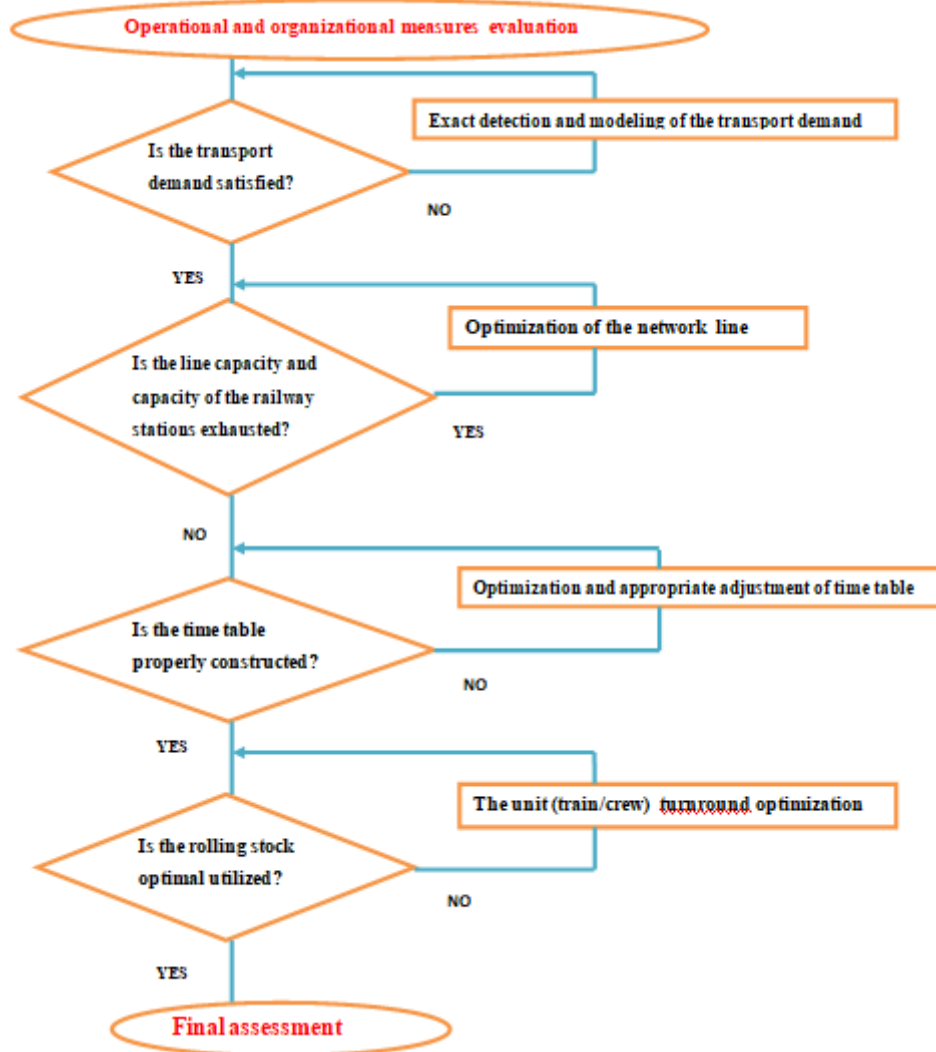 Operational and organizational measures evaluation
Exact detection and modeling of the transport demand
Is the transport
demand satisfied?
NO
YES
Optimization of the network line
Is the line capacity and
capacity of the railway
stations exhausted?
YES
NO
Optimization and appropriate adjustment of time table
Is the time table
properly constructed?
NO
YES
The unit (train/crew) turnround optimization
Is the rolling stock
optimal utilized?
NO
YES
Final assessment